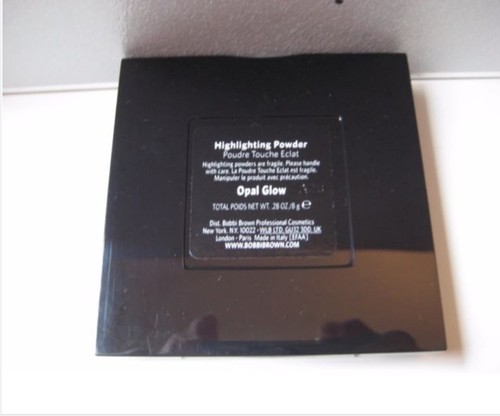 Highlighting Powder
Poudre Touche Eclat
Highlighting powders are fragile. Please handle
with care. La Poudre Touche Eclat est fragile.
Manipuler le produit avec précaution.
Opal Glow
TOTAL POIDS NET WT. .28 OZ./8 g ℮
Dist. Bobbi Brown Professional Cosmetics
New York, N.Y. 10022 - WLB LTD, GU32 3DD, UK
London - Paris Made in Italy [EFAA]
WWW.BOBBIBROWN.COM